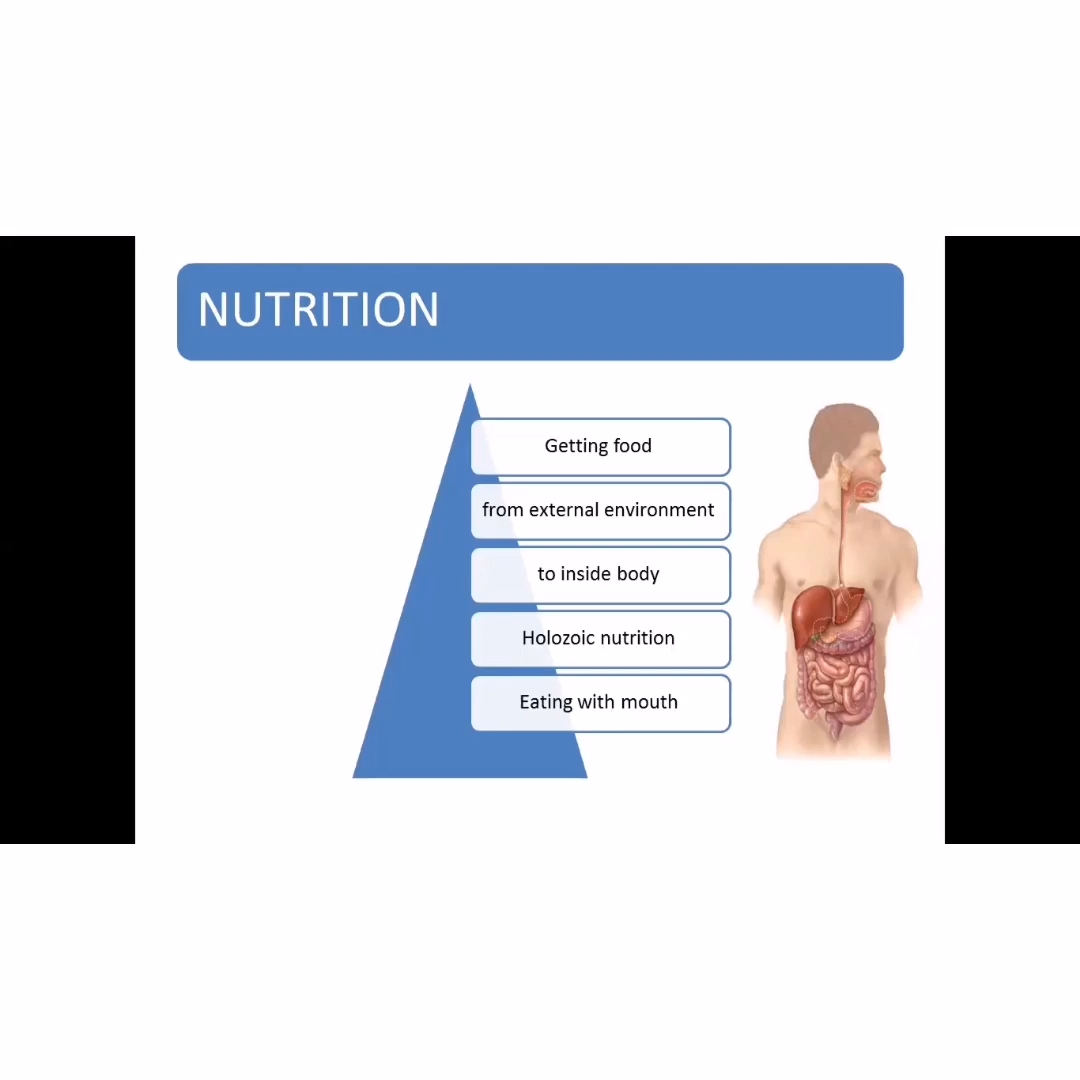 NUTRITION
Getting food
from external environment
to inside body
Holozoic nutrition
Eating with mouth